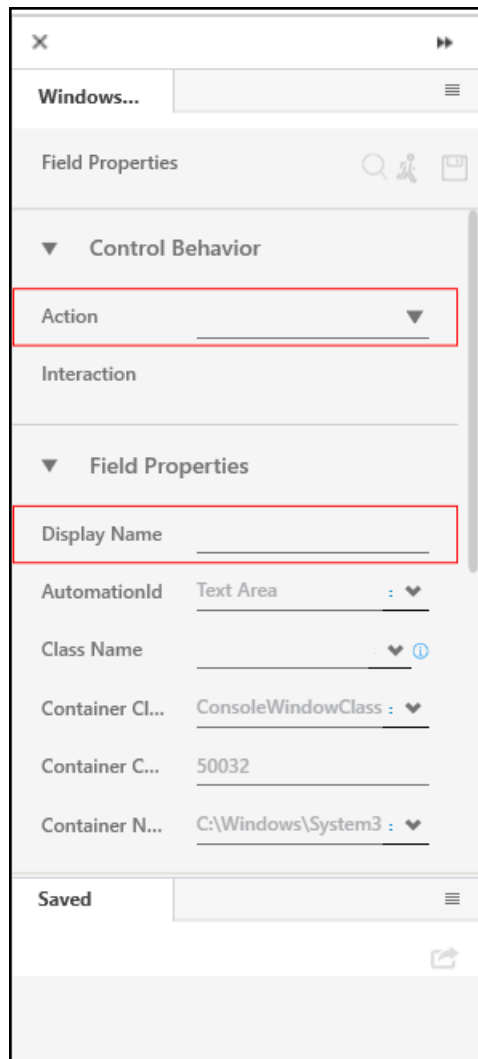 Windows...
Field Properties
Control Behavior
Action
Interaction
Field Properties
Display Name
AutomationId Text Area :
Class Name
Container Cl... ConsoleWindowClass :
Container C... 50032
Container N... C:\Windows\System3 :
Saved